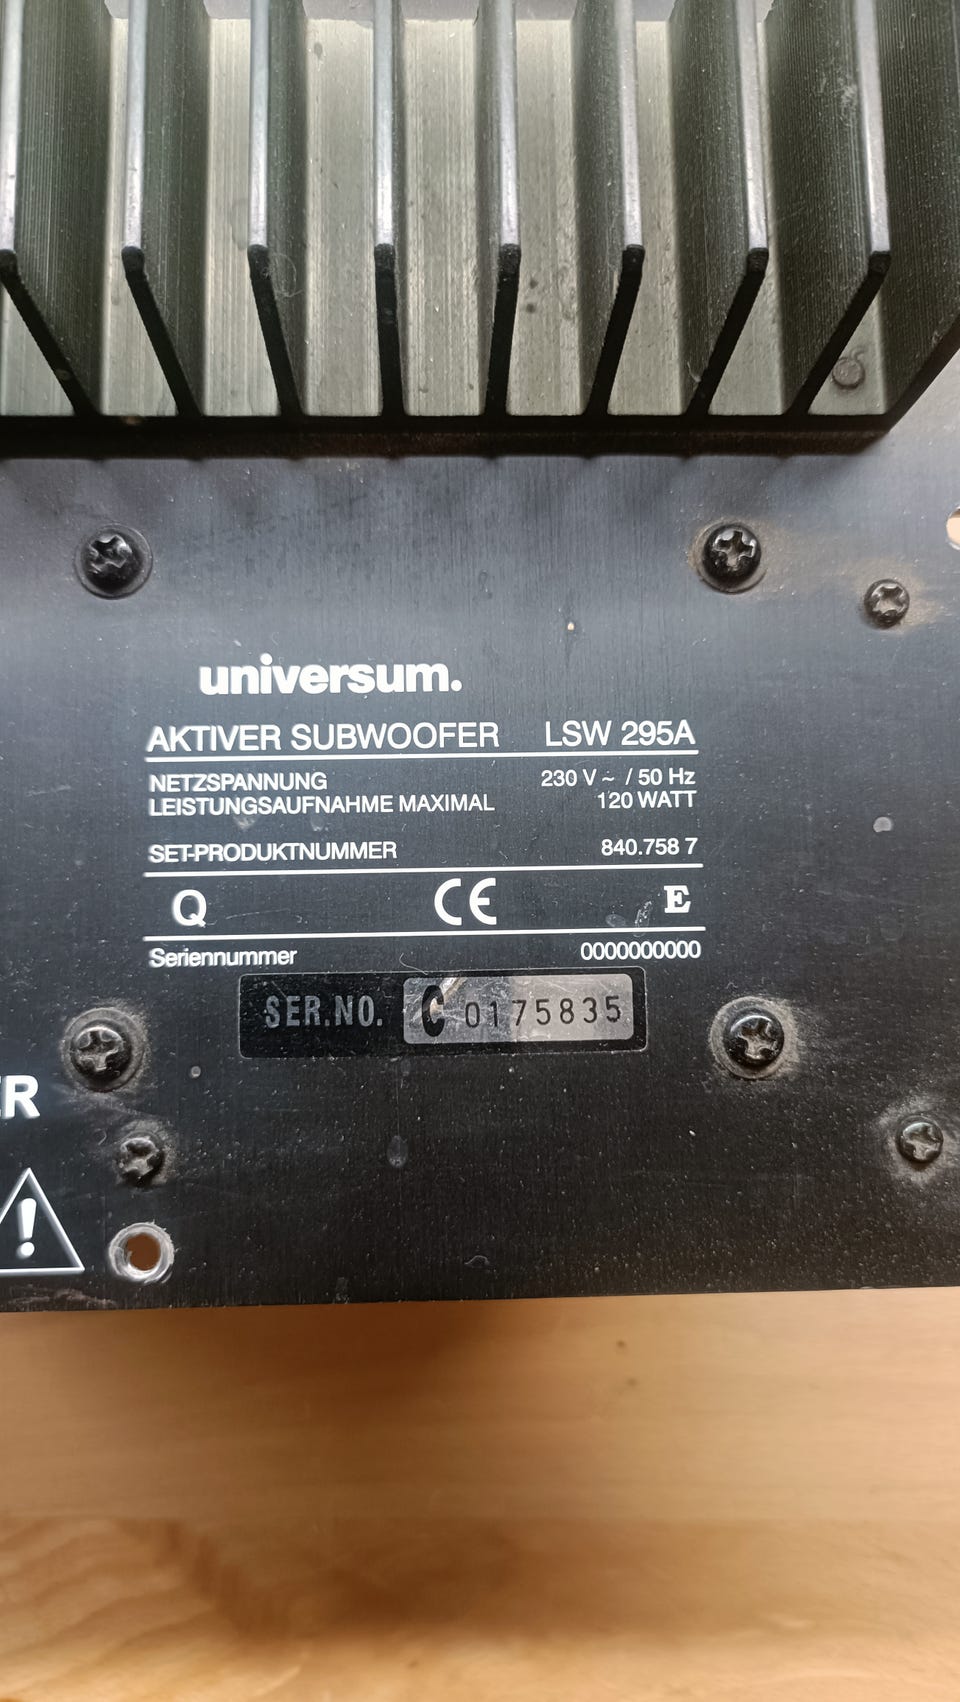 universum.
AKTIVER SUBWOOFER LSW 295A
NETZSPANNUNG 230 V ~ / 50 Hz
LEISTUNGSAUFNAHME MAXIMAL 120 WATT
SET-PRODUKTNUMMER 840.758 7
Q CE E
Seriennummer 0000000000
SER.NO. C 0175835
ER
!